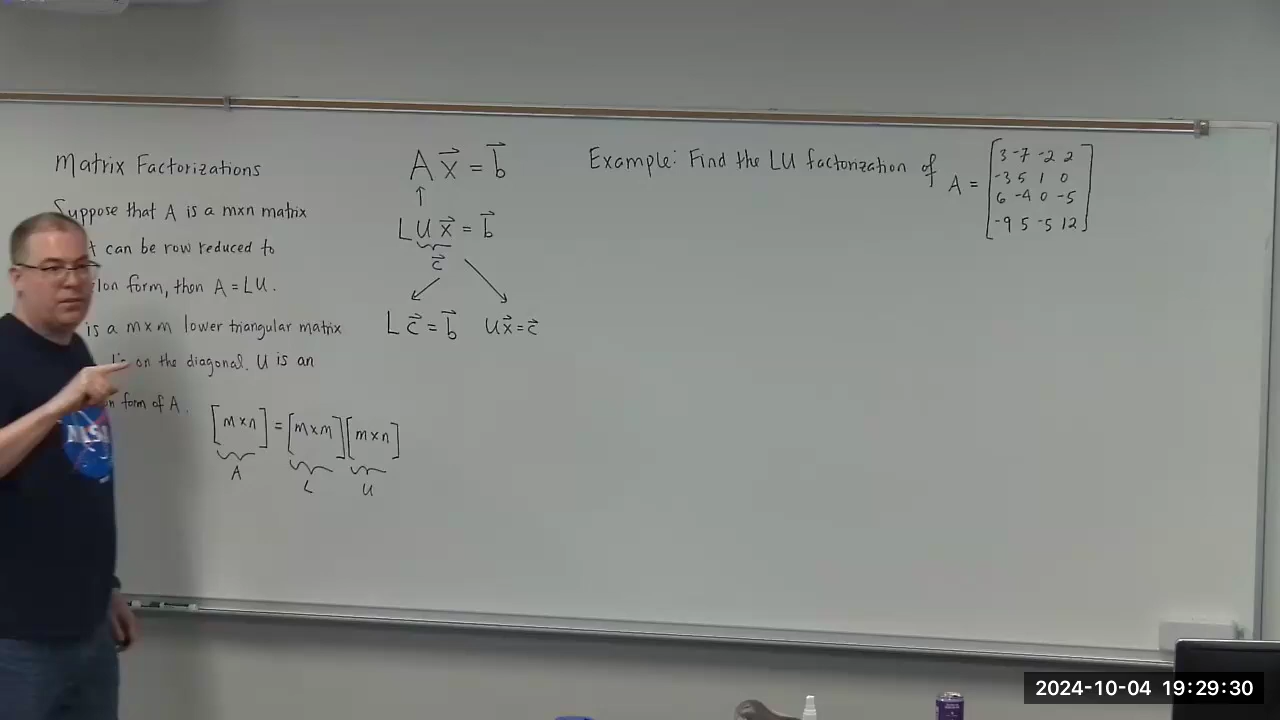 Matrix Factorizations
Suppose that A is a mxn matrix
can be row reduced to
form, then A = LU.
is a mxm lower triangular matrix
1's on the diagonal. U is an
form of A.
[mxn] = [mxm][mxn]
A L U
A x⃗ = b⃗
↑
L U x⃗ = b⃗
c⃗
L c⃗ = b⃗ U x⃗ = c⃗
Example: Find the LU factorization of A =
3 -7 -2 2
-3 5 1 0
6 -4 0 -5
-9 5 -5 12
2024-10-04 19:29:30